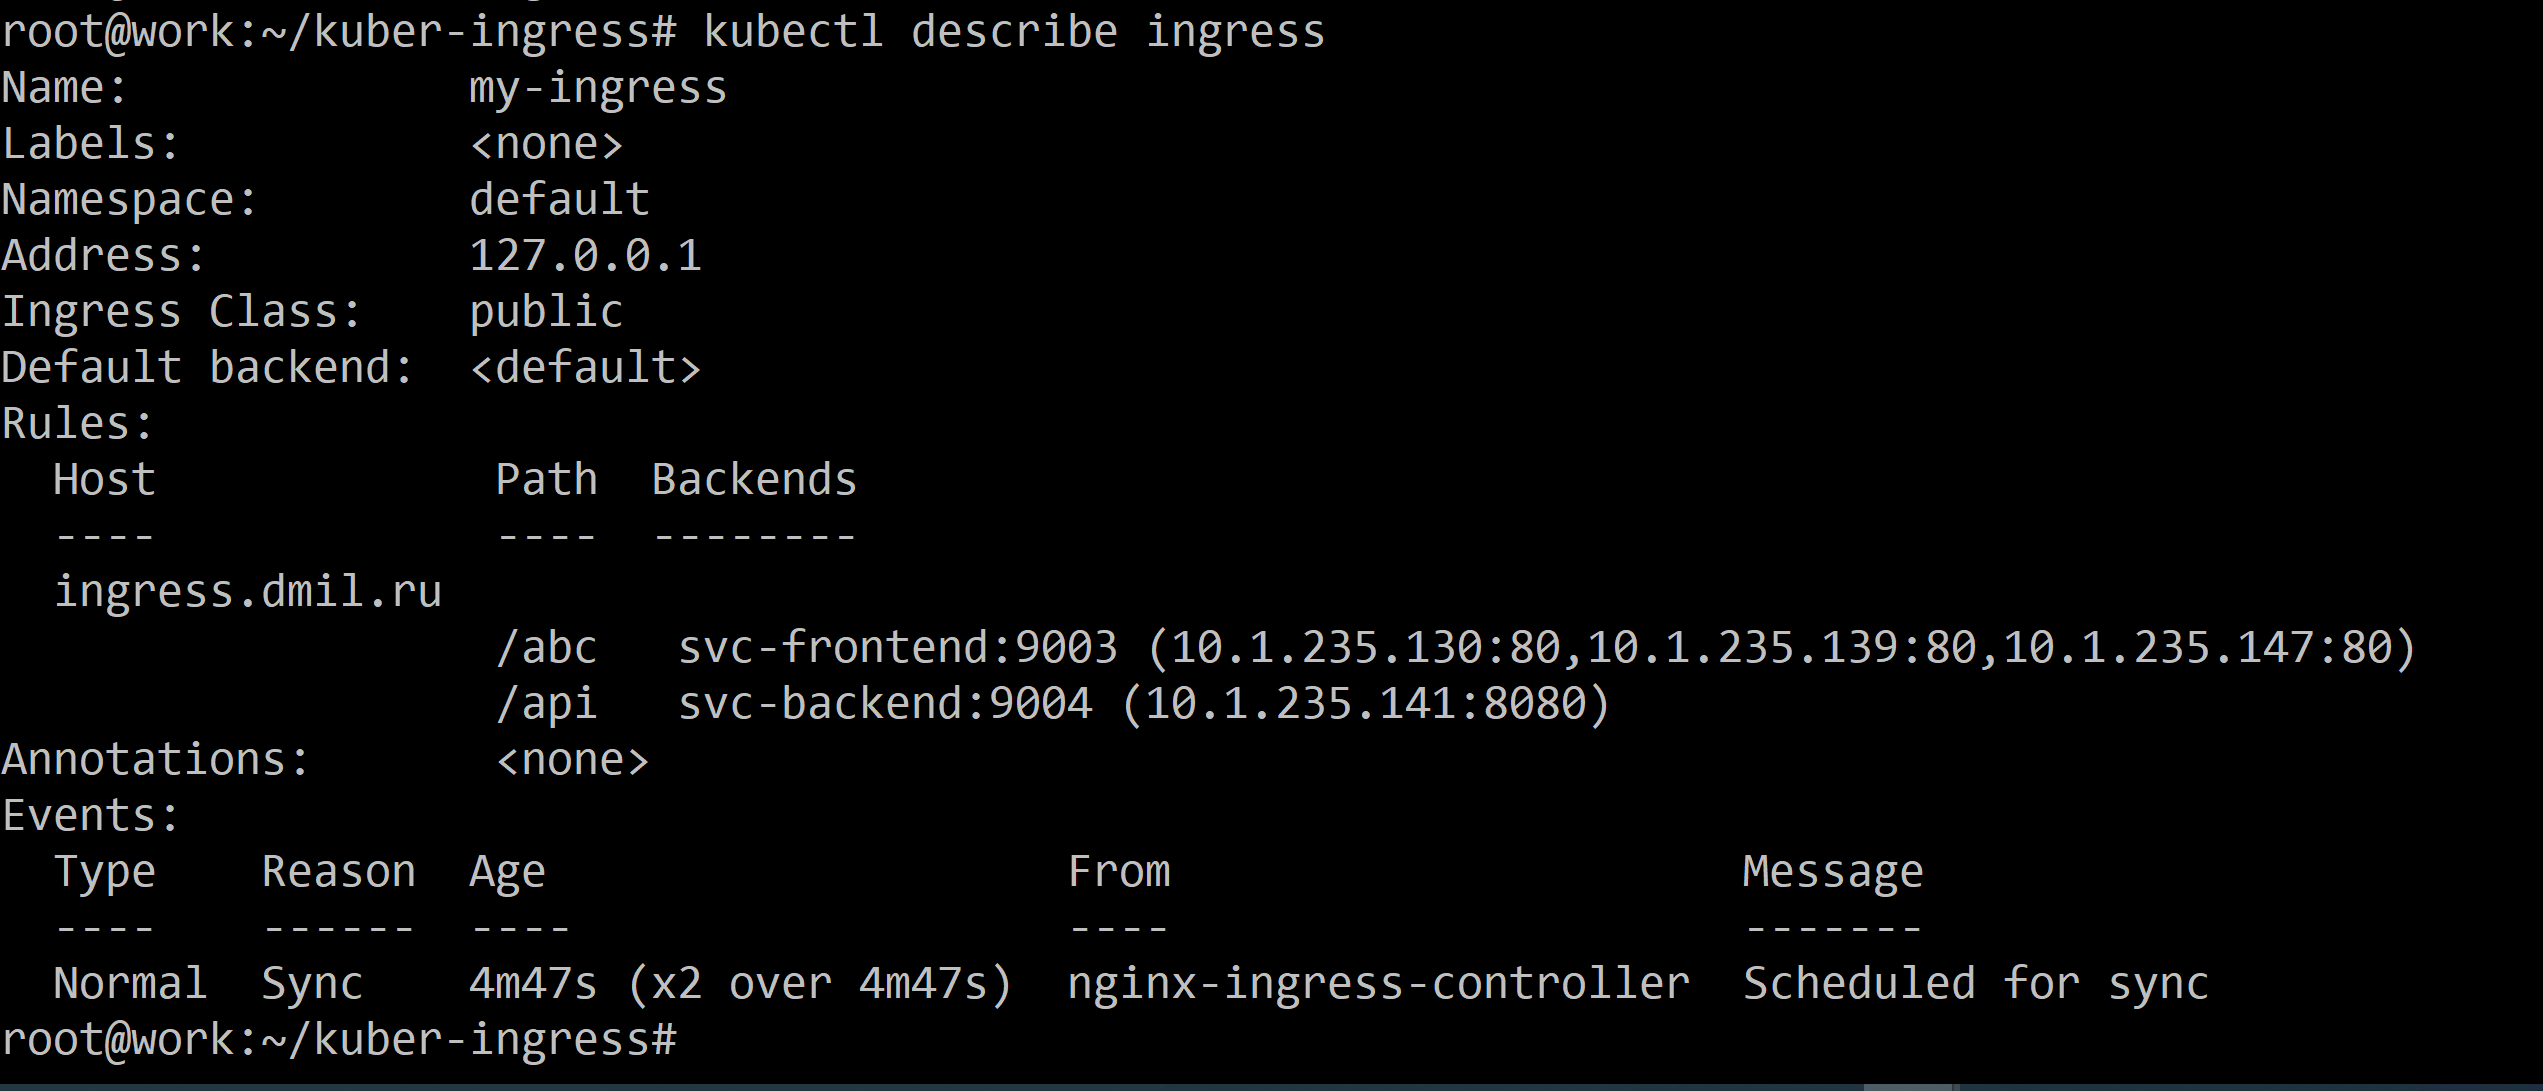 root@work:~/kuber-ingress# kubectl describe ingress
Name:             my-ingress
Labels:           <none>
Namespace:        default
Address:          127.0.0.1
Ingress Class:    public
Default backend:  <default>
Rules:
  Host             Path  Backends
  ----             ----  --------
  ingress.dmil.ru
                   /abc   svc-frontend:9003 (10.1.235.130:80,10.1.235.139:80,10.1.235.147:80)
                   /api   svc-backend:9004 (10.1.235.141:8080)
Annotations:       <none>
Events:
  Type    Reason  Age                    From                      Message
  ----    ------  ----                   ----                      -------
  Normal  Sync    4m47s (x2 over 4m47s)  nginx-ingress-controller  Scheduled for sync
root@work:~/kuber-ingress#